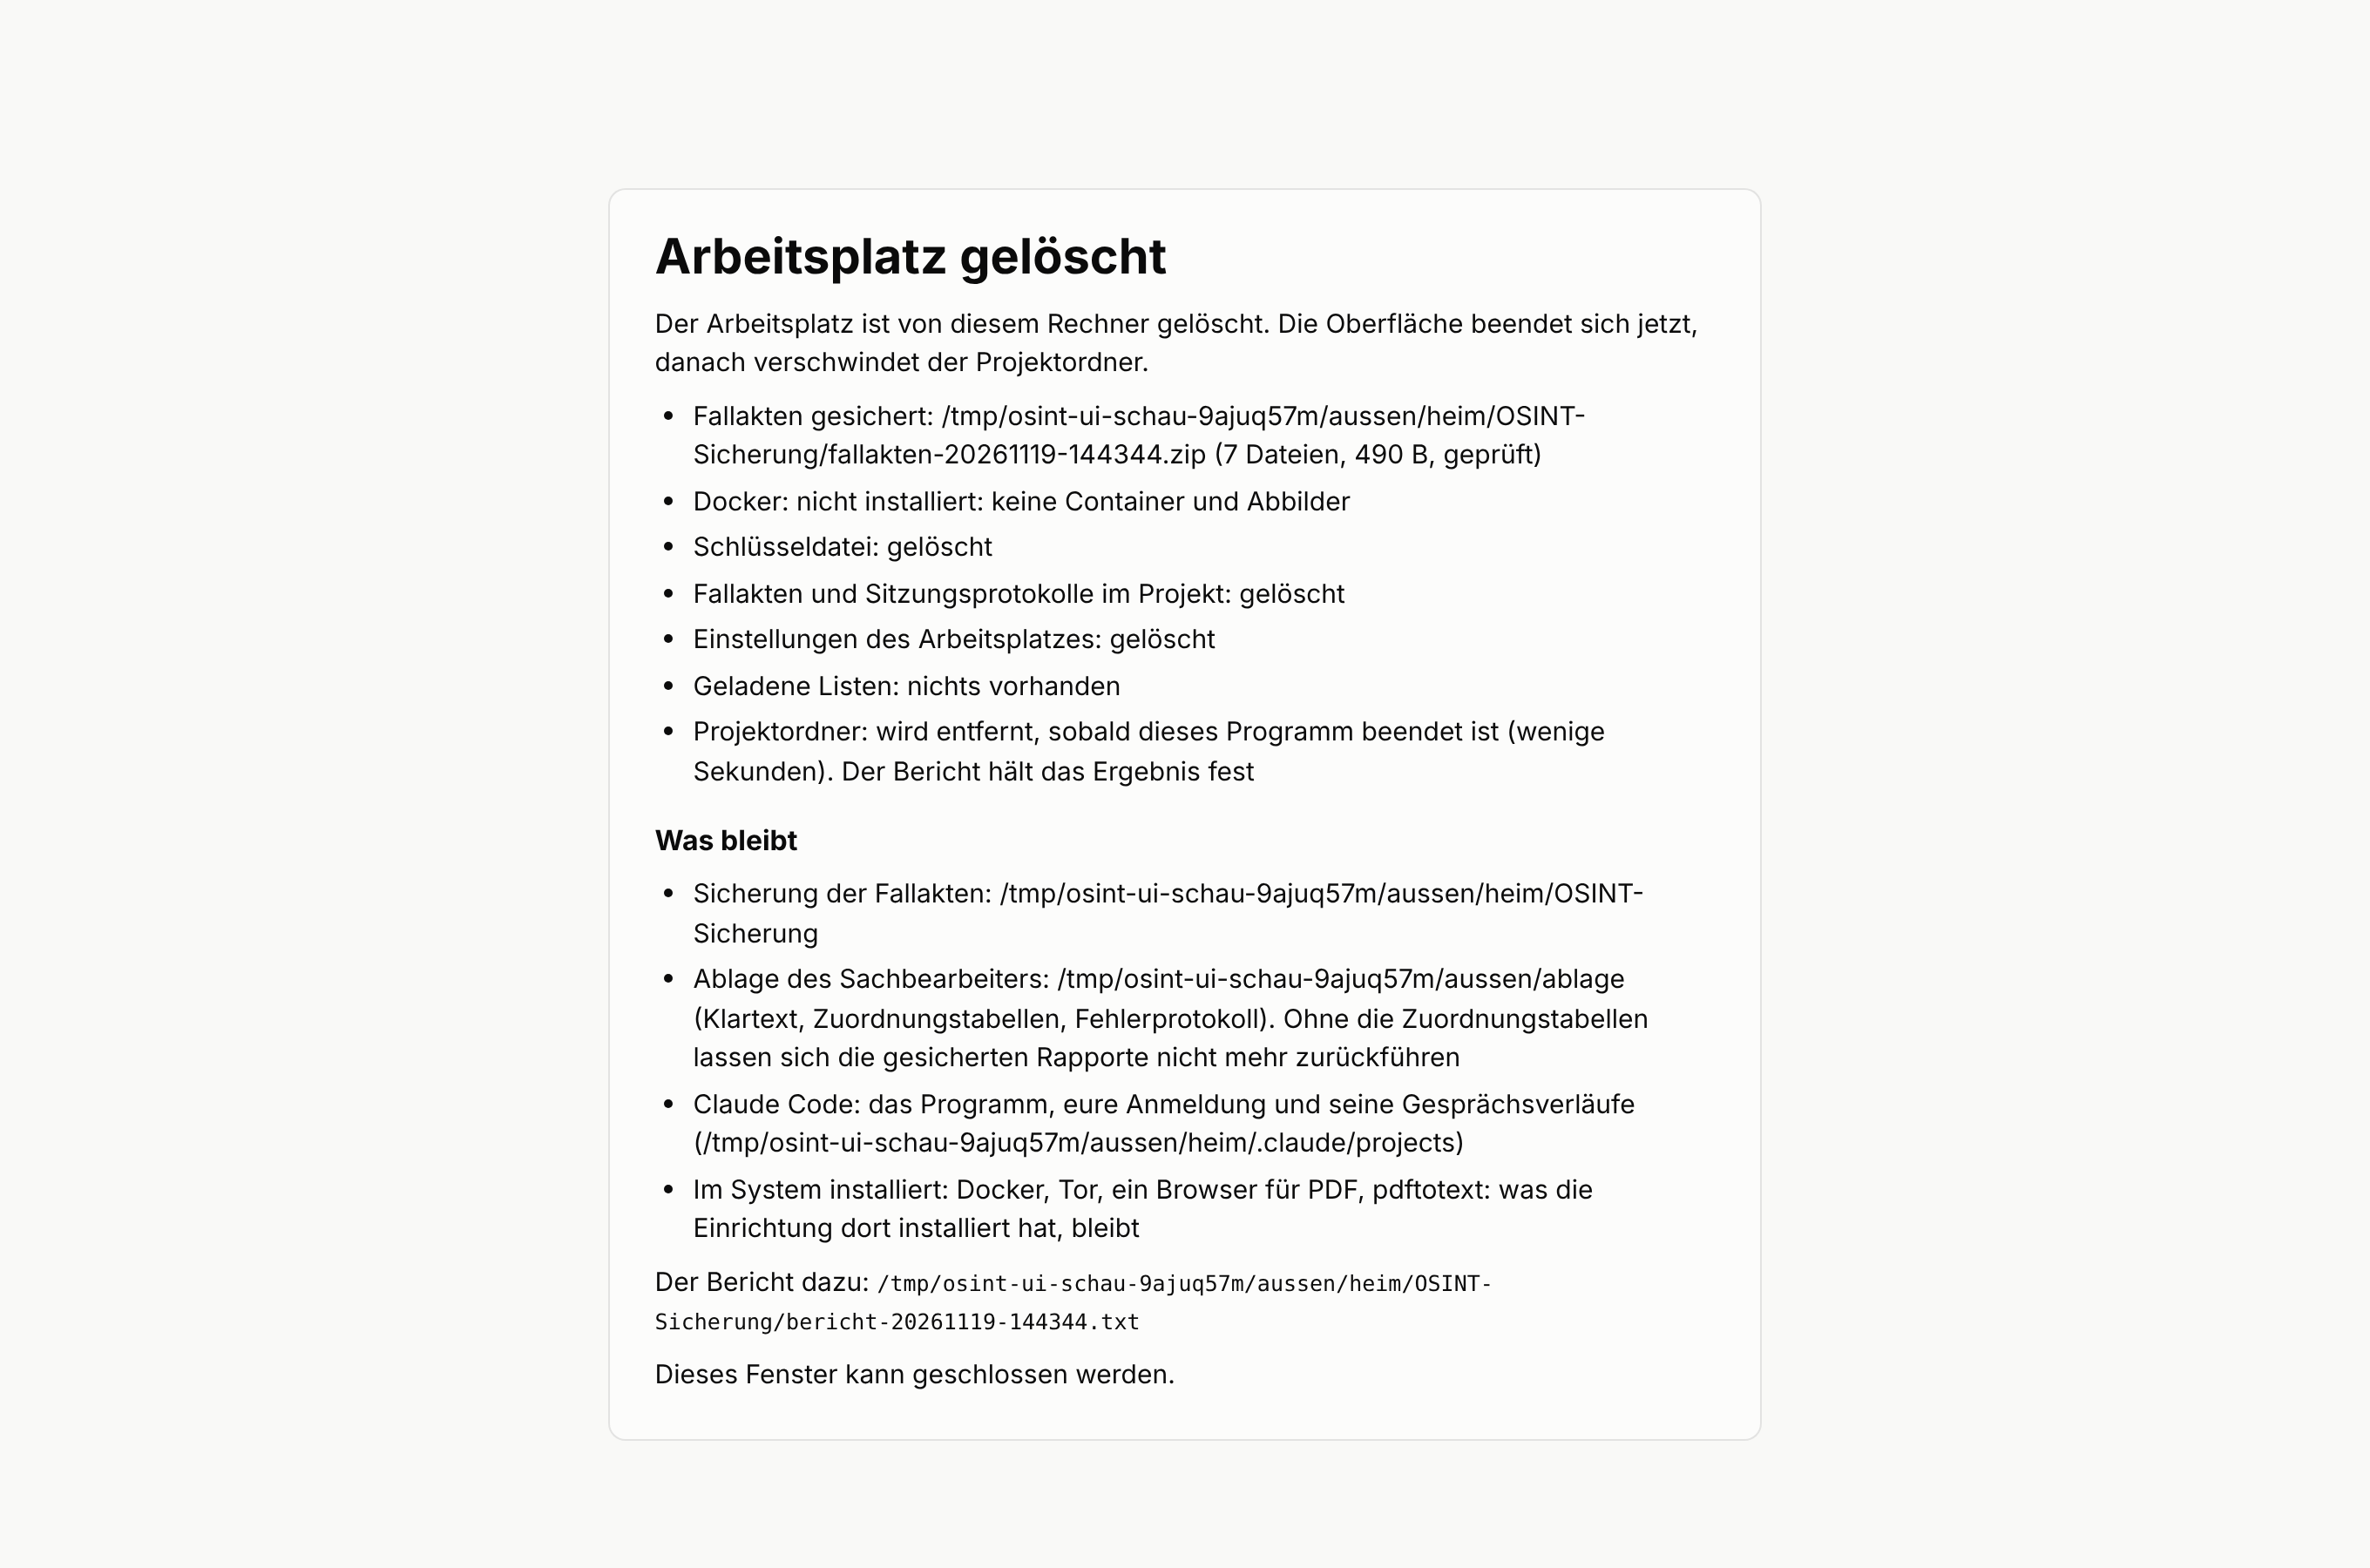 Arbeitsplatz gelöscht
Der Arbeitsplatz ist von diesem Rechner gelöscht. Die Oberfläche beendet sich jetzt,
danach verschwindet der Projektordner.
• Fallakten gesichert: /tmp/osint-ui-schau-9ajuq57m/aussen/heim/OSINT-
Sicherung/fallakten-20261119-144344.zip (7 Dateien, 490 B, geprüft)
• Docker: nicht installiert: keine Container und Abbilder
• Schlüsseldatei: gelöscht
• Fallakten und Sitzungsprotokolle im Projekt: gelöscht
• Einstellungen des Arbeitsplatzes: gelöscht
• Geladene Listen: nichts vorhanden
• Projektordner: wird entfernt, sobald dieses Programm beendet ist (wenige
Sekunden). Der Bericht hält das Ergebnis fest
Was bleibt
• Sicherung der Fallakten: /tmp/osint-ui-schau-9ajuq57m/aussen/heim/OSINT-
Sicherung
• Ablage des Sachbearbeiters: /tmp/osint-ui-schau-9ajuq57m/aussen/ablage
(Klartext, Zuordnungstabellen, Fehlerprotokoll). Ohne die Zuordnungstabellen
lassen sich die gesicherten Rapporte nicht mehr zurückführen
• Claude Code: das Programm, eure Anmeldung und seine Gesprächsverläufe
(/tmp/osint-ui-schau-9ajuq57m/aussen/heim/.claude/projects)
• Im System installiert: Docker, Tor, ein Browser für PDF, pdftotext: was die
Einrichtung dort installiert hat, bleibt
Der Bericht dazu: /tmp/osint-ui-schau-9ajuq57m/aussen/heim/OSINT-
Sicherung/bericht-20261119-144344.txt
Dieses Fenster kann geschlossen werden.